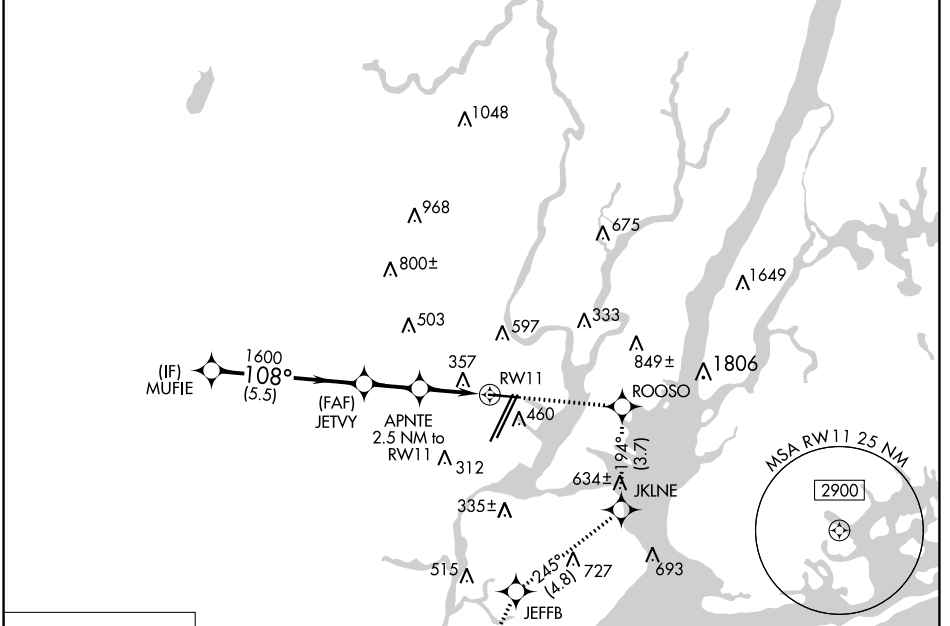 1048
968
675
800±
1649
503
597
333
849±
1806
357
RW11
(IF)
MUFIE
1600
108°
(5.5)
(FAF)
JETVY
APNTE
2.5 NM to
RW11
ROOSO
460
312
194°
(3.7)
634±
JKLNE
335±
MSA RW11 25 NM
2900
515
245°
(4.8)
727
693
JEFFB